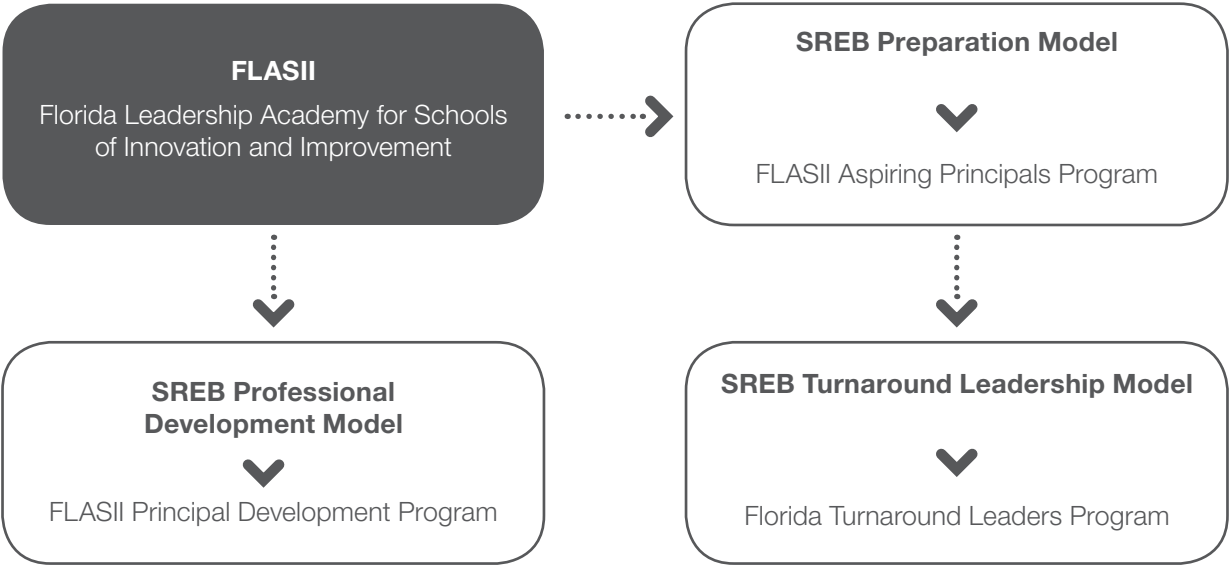 FLASII
Florida Leadership Academy for Schools
of Innovation and Improvement
SREB Preparation Model
FLASII Aspiring Principals Program
SREB Professional
Development Model
FLASII Principal Development Program
SREB Turnaround Leadership Model
Florida Turnaround Leaders Program